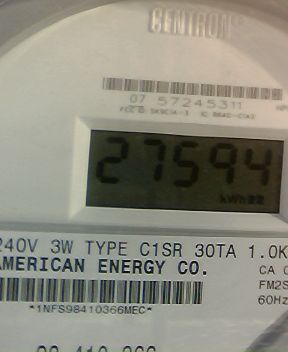 CENTRON
07 57245311
27594
kWh
240V 3W TYPE C1SR 30TA 1.0K
AMERICAN ENERGY CO.
CA
FM2S
60Hz
*1NFS98410366MEC*